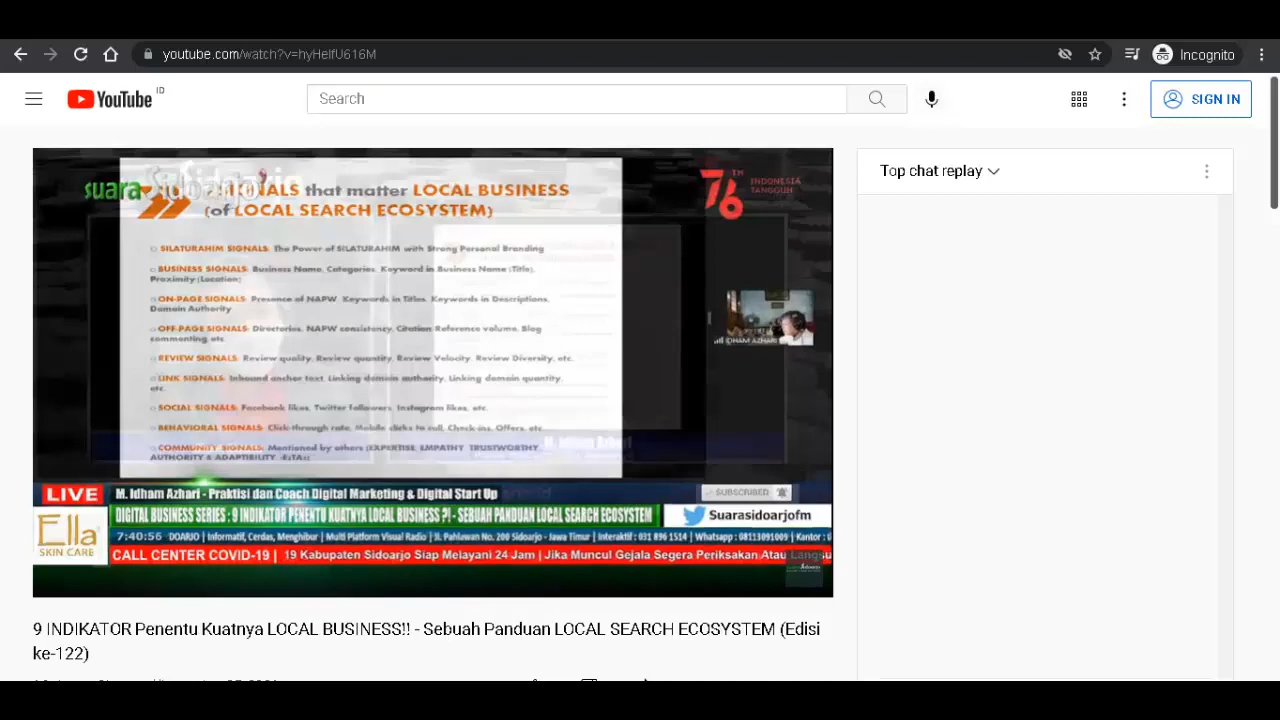 youtube.com/watch?v=hyHelfU616M
Incognito
YouTube ID
Search
SIGN IN
Top chat replay
suara Sidoarjo
SIGNALS that matter LOCAL BUSINESS
(of LOCAL SEARCH ECOSYSTEM)
76 TH INDONESIA
TANGGUH
SILATURAHIM SIGNALS: The Power of SILATURAHIM with Strong Personal Branding
BUSINESS SIGNALS: Business Name, Categories, Keyword in Business Name (Title),
Proximity (Location)
ON-PAGE SIGNALS: Presence of NAPW, Keywords in Titles, Keywords in Descriptions,
Domain Authority
OFF-PAGE SIGNALS: Directories, NAPW consistency, Citation Reference volume, Blog
commenting, etc
REVIEW SIGNALS: Review quality, Review quantity, Review Velocity, Review Diversity, etc.
LINK SIGNALS: Inbound anchor text, Linking domain authority, Linking domain quantity,
etc.
SOCIAL SIGNALS: Facebook likes, Twitter followers, Instagram likes, etc.
BEHAVIORAL SIGNALS: Click-through rate, Mobile clicks to call, Check-ins, Offers, etc.
COMMUNITY SIGNALS: Mentioned by others (EXPERTISE, EMPATHY, TRUSTWORTHY,
AUTHORITY & ADAPTIBILITY
IDHAM AZHARI
M. Idham Azhari
LIVE
M. Idham Azhari - Praktisi dan Coach Digital Marketing & Digital Start Up
SUBSCRIBED
DIGITAL BUSINESS SERIES : 9 INDIKATOR PENENTU KUATNYA LOCAL BUSINESS ?! - SEBUAH PANDUAN LOCAL SEARCH ECOSYSTEM
Suarasidoarjofm
Ella
SKIN CARE
7:40:56 DOARJO | Informatif, Cerdas, Menghibur | Multi Platform Visual Radio | Jl. Pahlawan No. 200 Sidoarjo - Jawa Timur | Interaktif : 031 896 1514 | Whatsapp : 08113091009 | Kantor :
CALL CENTER COVID-19 | 19 Kabupaten Sidoarjo Siap Melayani 24 Jam | Jika Muncul Gejala Segera Periksakan Atau Langsu
9 INDIKATOR Penentu Kuatnya LOCAL BUSINESS!! - Sebuah Panduan LOCAL SEARCH ECOSYSTEM (Edisi
ke-122)